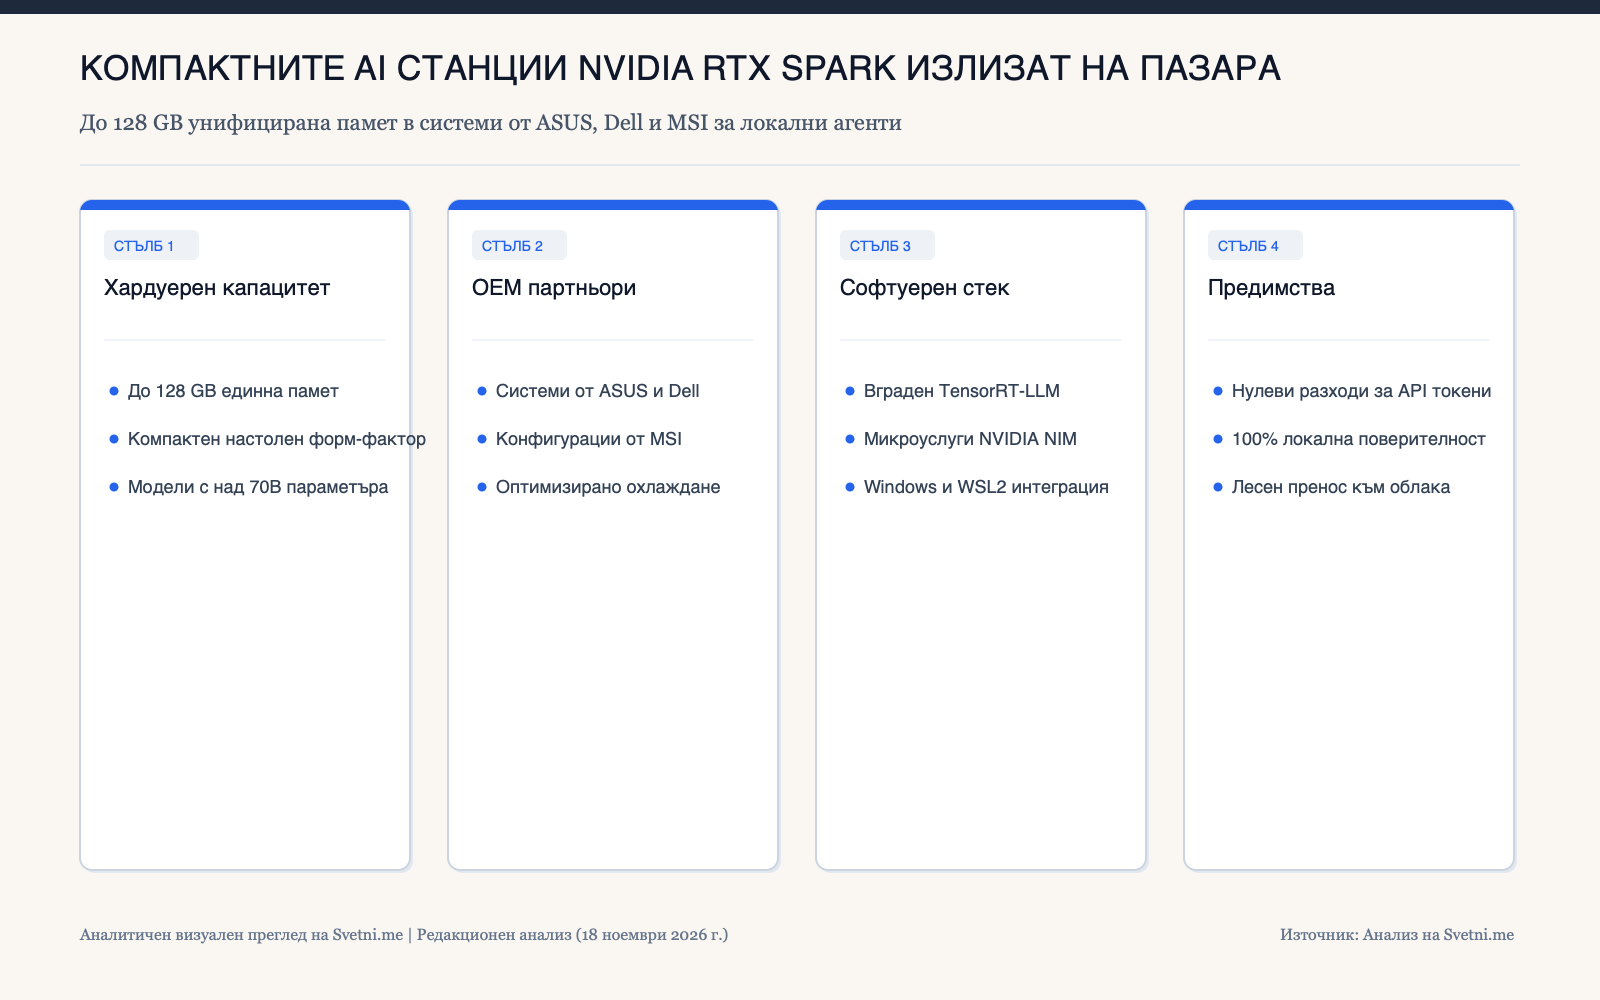 КОМПАКТНИТЕ AI СТАНЦИИ NVIDIA RTX SPARK ИЗЛИЗАТ НА ПАЗАРА
До 128 GB унифицирана памет в системи от ASUS, Dell и MSI за локални агенти
СТЪЛБ 1
Хардуерен капацитет
До 128 GB единна памет
Компактен настолен форм-фактор
Модели с над 70B параметъра
СТЪЛБ 2
OEM партньори
Системи от ASUS и Dell
Конфигурации от MSI
Оптимизирано охлаждане
СТЪЛБ 3
Софтуерен стек
Вграден TensorRT-LLM
Микроуслуги NVIDIA NIM
Windows и WSL2 интеграция
СТЪЛБ 4
Предимства
Нулеви разходи за API токени
100% локална поверителност
Лесен пренос към облака
Аналитичен визуален преглед на Svetni.me | Редакционен анализ (18 ноември 2026 г.)
Източник: Анализ на Svetni.me